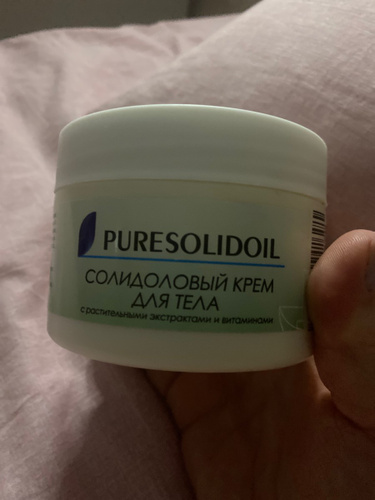 PURESOLIDOIL
СОЛИДОЛОВЫЙ КРЕМ
ДЛЯ ТЕЛА
с растительными экстрактами и витаминами